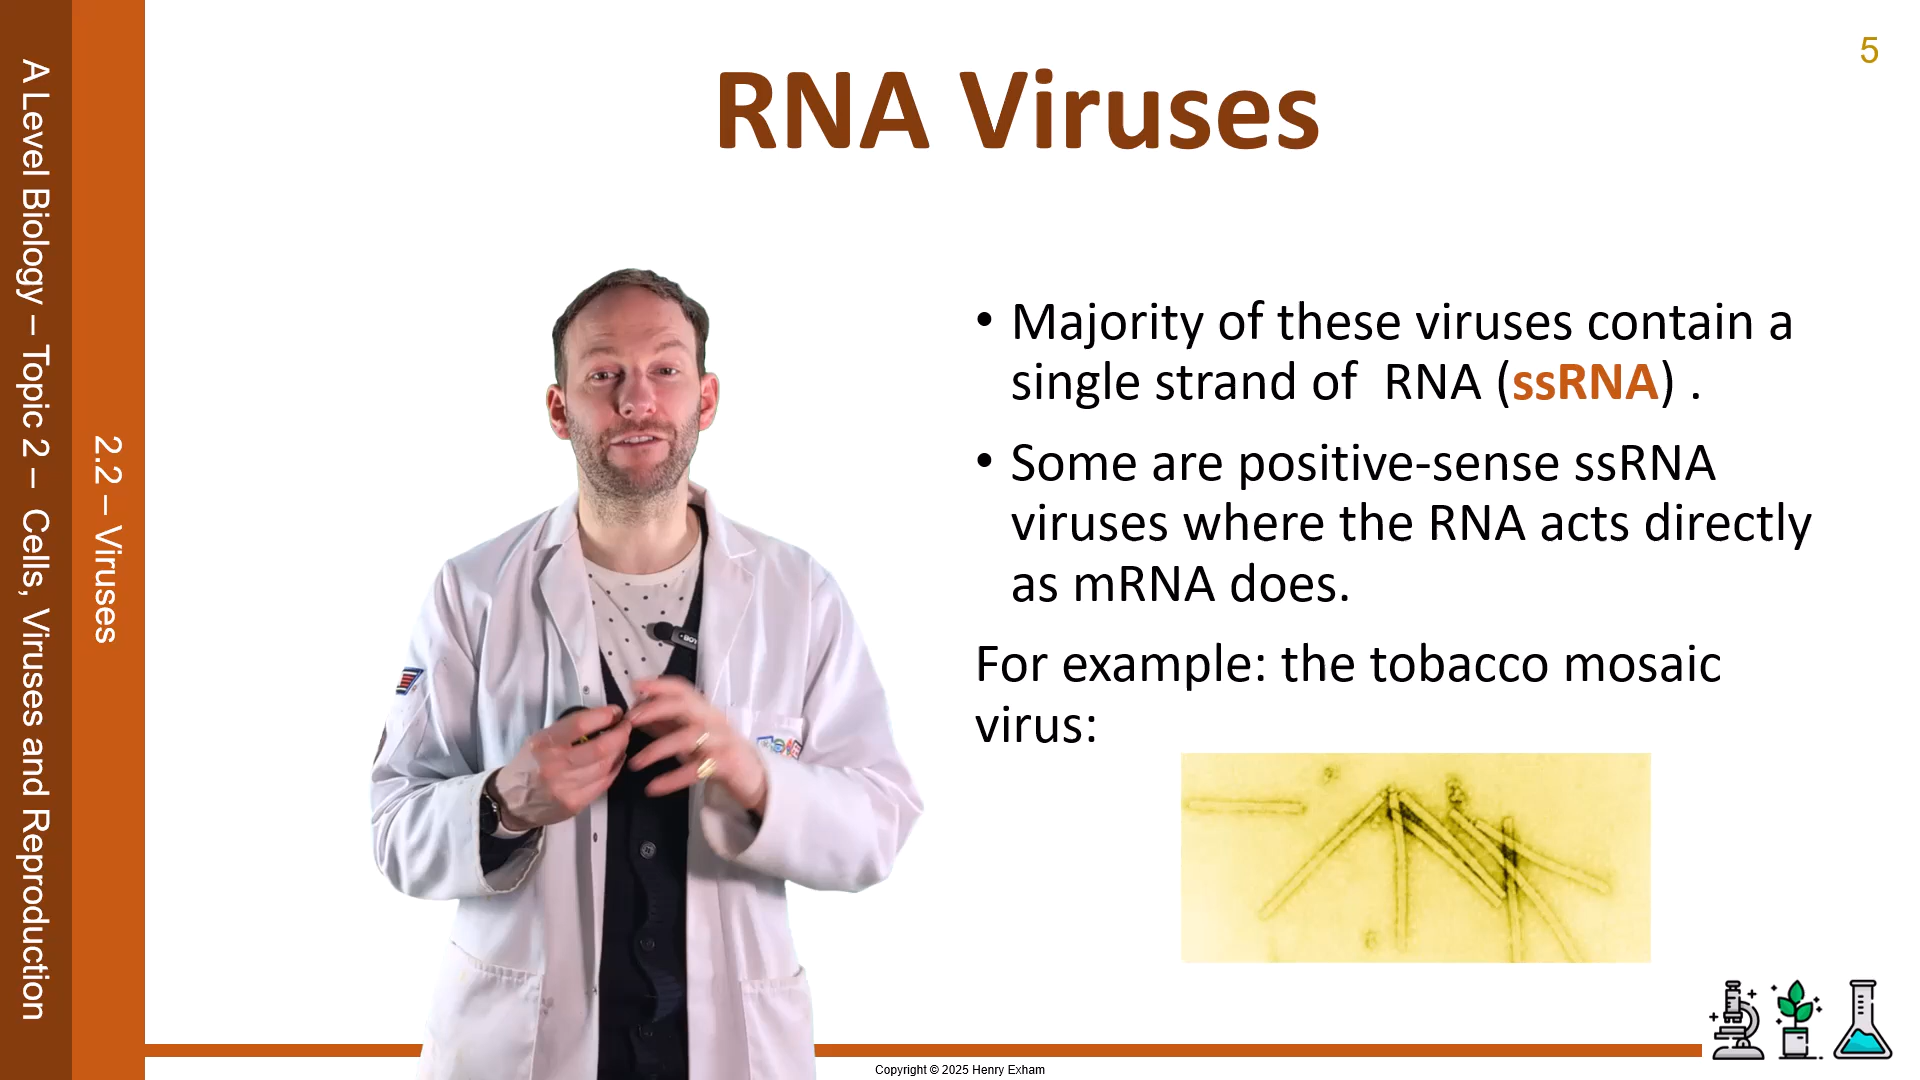 A Level Biology – Topic 2 – Cells, Viruses and Reproduction
2.2 – Viruses
5
RNA Viruses
• Majority of these viruses contain a
single strand of RNA (ssRNA) .
• Some are positive-sense ssRNA
viruses where the RNA acts directly
as mRNA does.
For example: the tobacco mosaic
virus:
Copyright © 2025 Henry Exham